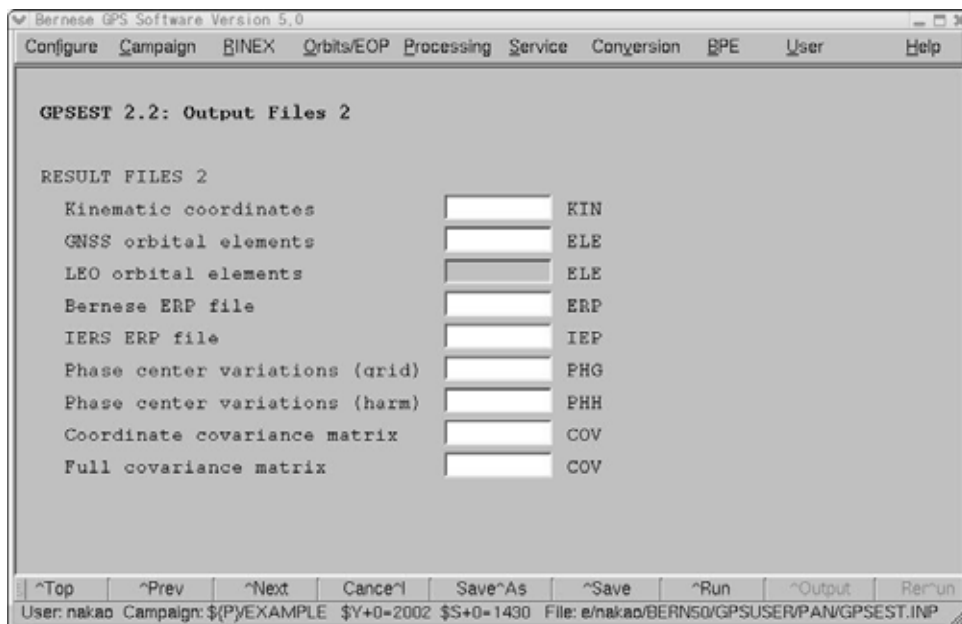 Bernese GPS Software Version 5,0
Configure Campaign RINEX Orbits/EOP Processing Service Conversion BPE User Help
GPSEST 2.2: Output Files 2
RESULT FILES 2
Kinematic coordinates KIN
GNSS orbital elements ELE
LEO orbital elements ELE
Bernese ERP file ERP
IERS ERP file IEP
Phase center variations (grid) PHG
Phase center variations (harm) PHH
Coordinate covariance matrix COV
Full covariance matrix COV
^Top ^Prev ^Next Cance^l Save^As ^Save ^Run ^Output Rer^un
User: nakao Campaign: ${P}/EXAMPLE $Y+0=2002 $S+0=1430 File: e/nakao/BERN50/GPSUSER/PAN/GPSEST.INP